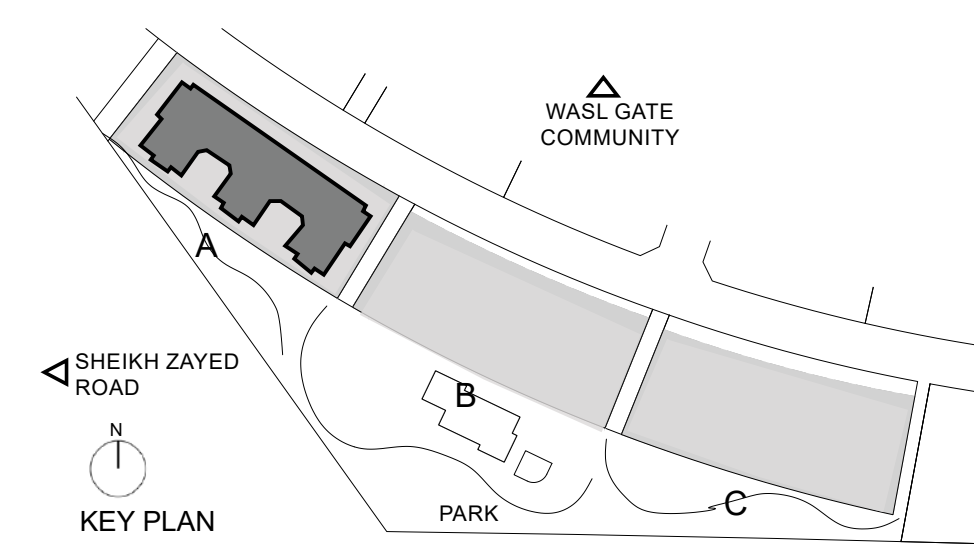 WASL GATE
COMMUNITY
A
SHEIKH ZAYED
ROAD
B
N
C
PARK
KEY PLAN